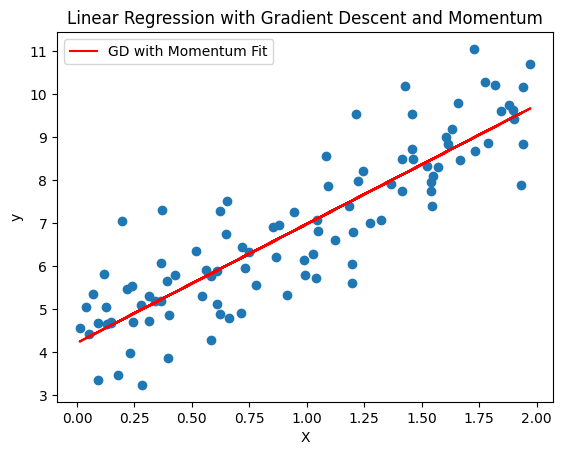 Linear Regression with Gradient Descent and Momentum
GD with Momentum Fit
11
10
9
8
7
6
5
4
3
y
0.00 0.25 0.50 0.75 1.00 1.25 1.50 1.75 2.00
X